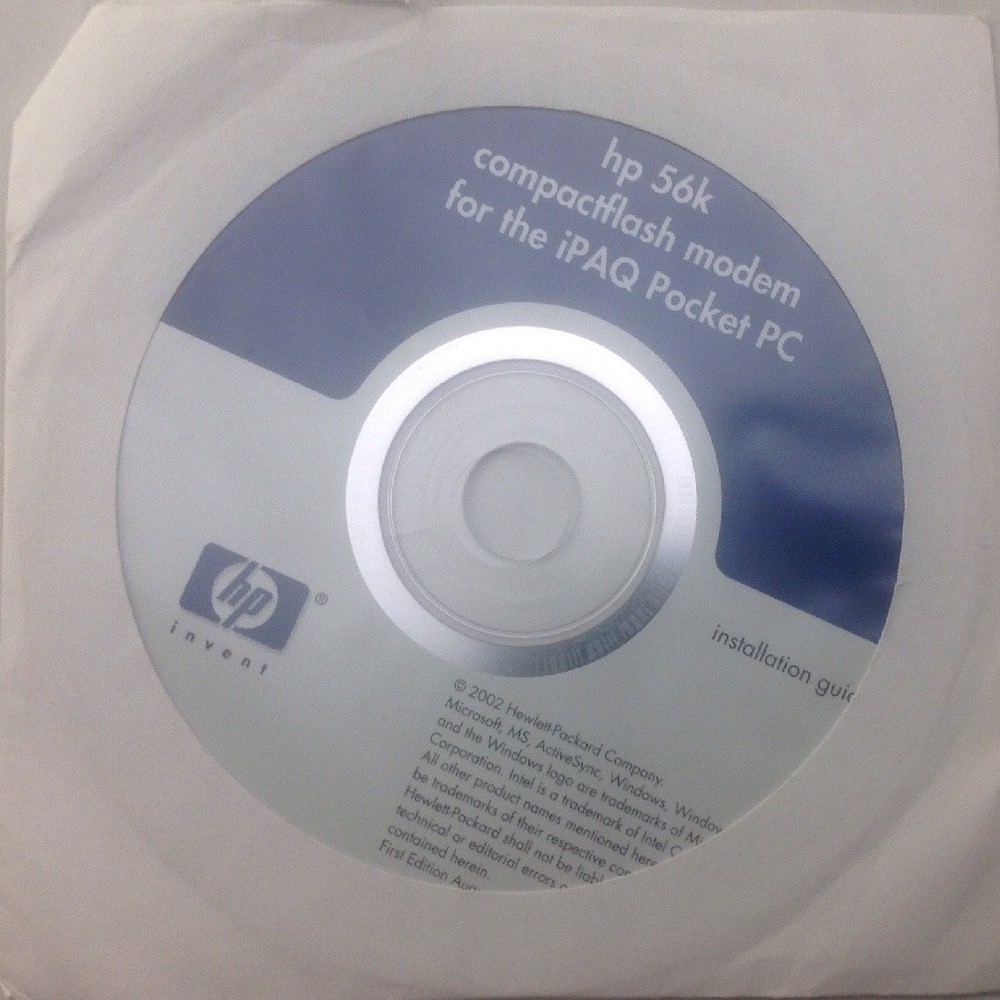 hp 56k
compactflash modem
for the iPAQ Pocket PC
hp
®
invent
installation
© 2002 Hewlett-Packard Company.
Microsoft, MS, ActiveSync, Windows,
and the Windows logo are trademarks of
Corporation. Intel is a trademark of Intel
All other product names mentioned
be trademarks of their respective
Hewlett-Packard shall not be
technical or editorial errors
contained herein.
First Edition